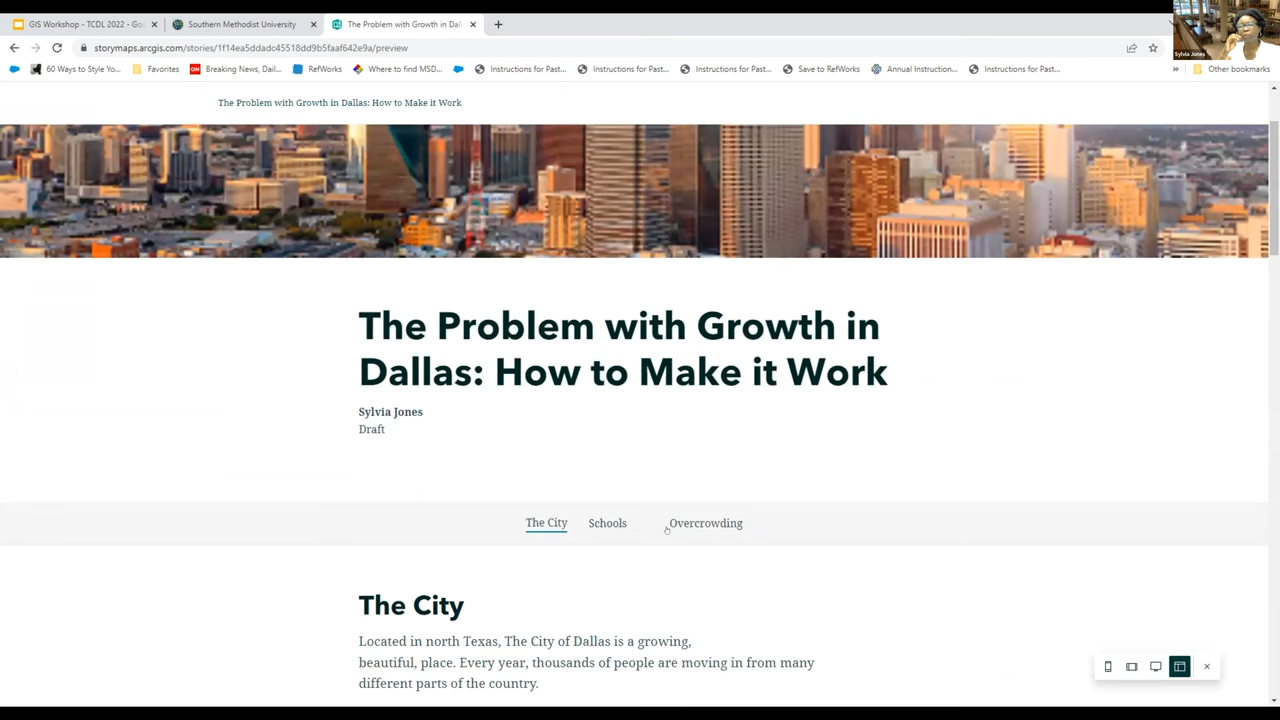 GIS Workshop - TCDL 2022 - Goo
Southern Methodist University
The Problem with Growth in Dall
storymaps.arcgis.com/stories/1f14ea5ddadc45518dd9b5faaf642e9a/preview
60 Ways to Style Yo...
Favorites
Breaking News, Dail...
RefWorks
Where to find MSD...
Instructions for Past...
Instructions for Past...
Instructions for Past...
Save to RefWorks
Annual Instruction...
Instructions for Past...
Other bookmarks
Sylvia Jones
The Problem with Growth in Dallas: How to Make it Work
The Problem with Growth in
Dallas: How to Make it Work
Sylvia Jones
Draft
The City
Schools
Overcrowding
The City
Located in north Texas, The City of Dallas is a growing,
beautiful, place. Every year, thousands of people are moving in from many
different parts of the country.